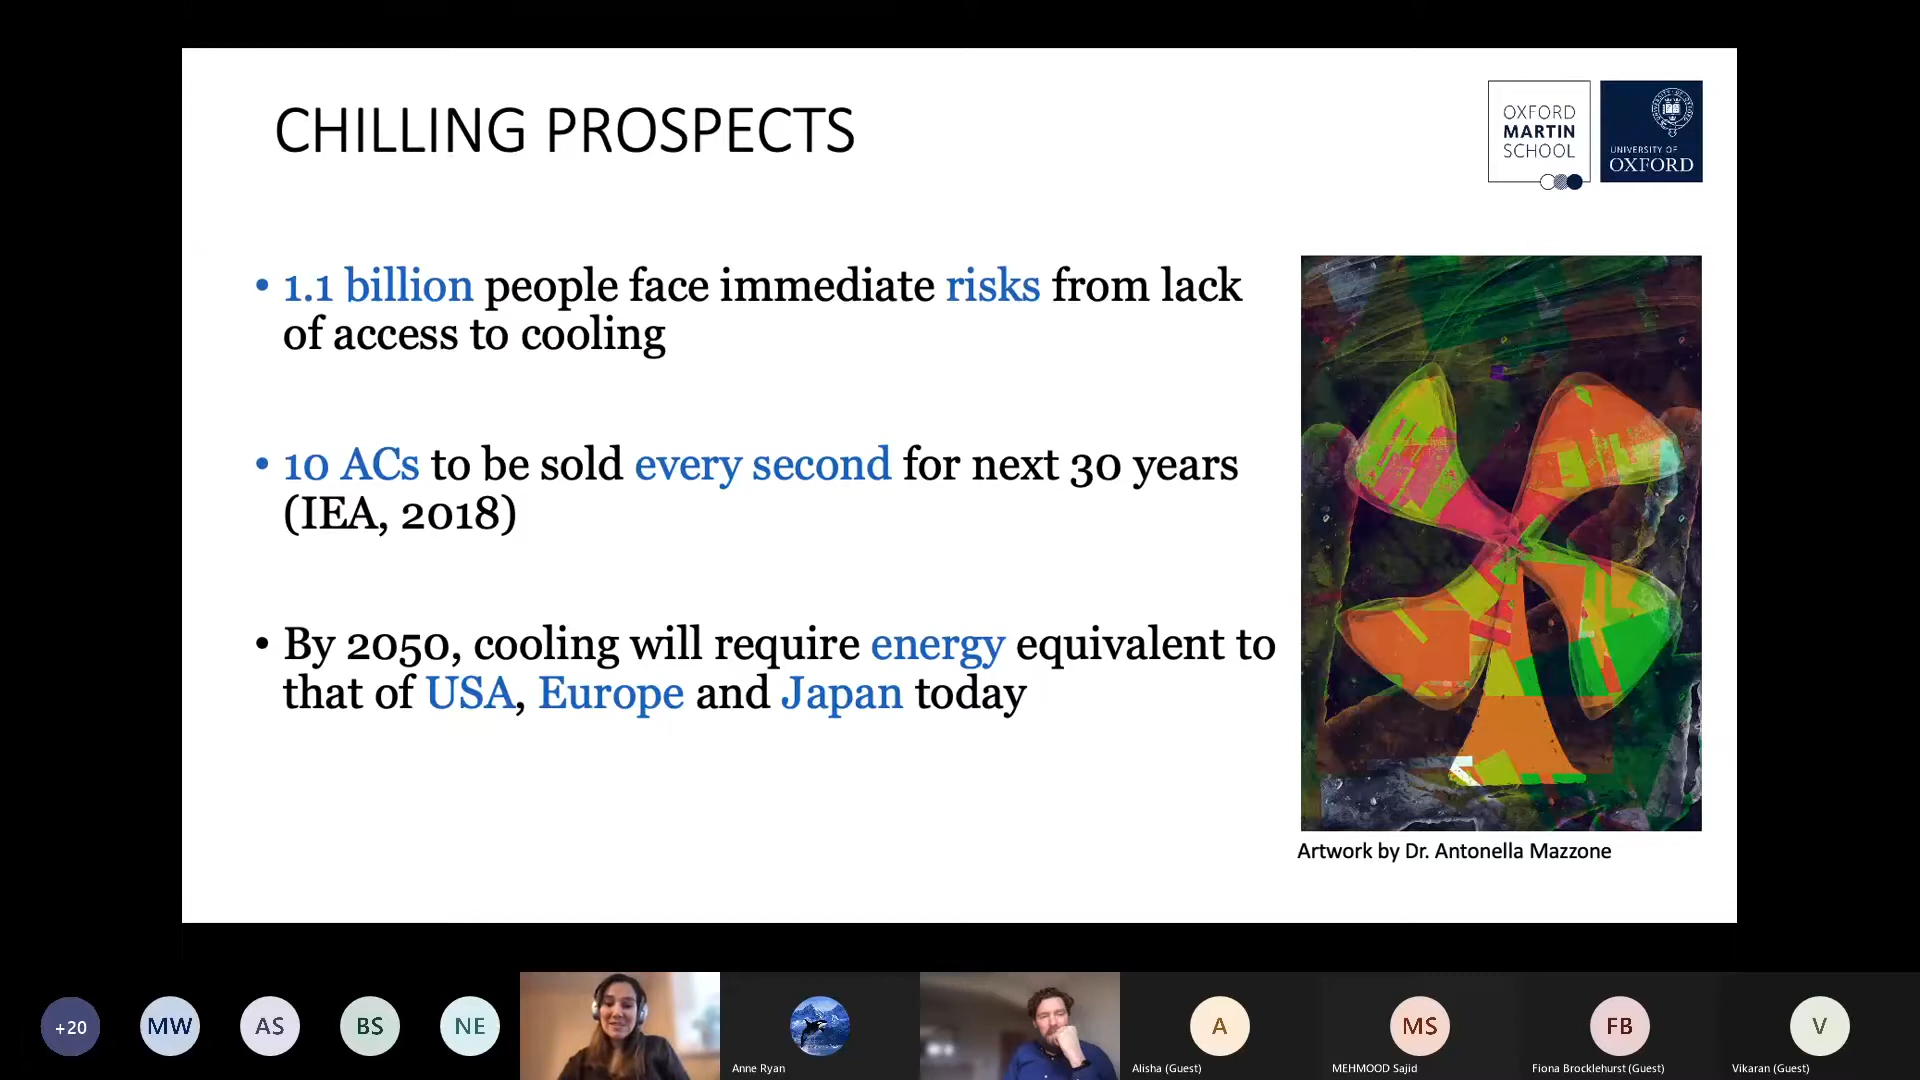 CHILLING PROSPECTS
OXFORD
MARTIN
SCHOOL
UNIVERSITY OF
OXFORD
• 1.1 billion people face immediate risks from lack
of access to cooling
• 10 ACs to be sold every second for next 30 years
(IEA, 2018)
• By 2050, cooling will require energy equivalent to
that of USA, Europe and Japan today
Artwork by Dr. Antonella Mazzone
+20
MW
AS
BS
NE
Anne Ryan
A
Alisha (Guest)
MS
MEHMOOD Sajid
FB
Fiona Brocklehurst (Guest)
V
Vikaran (Guest)